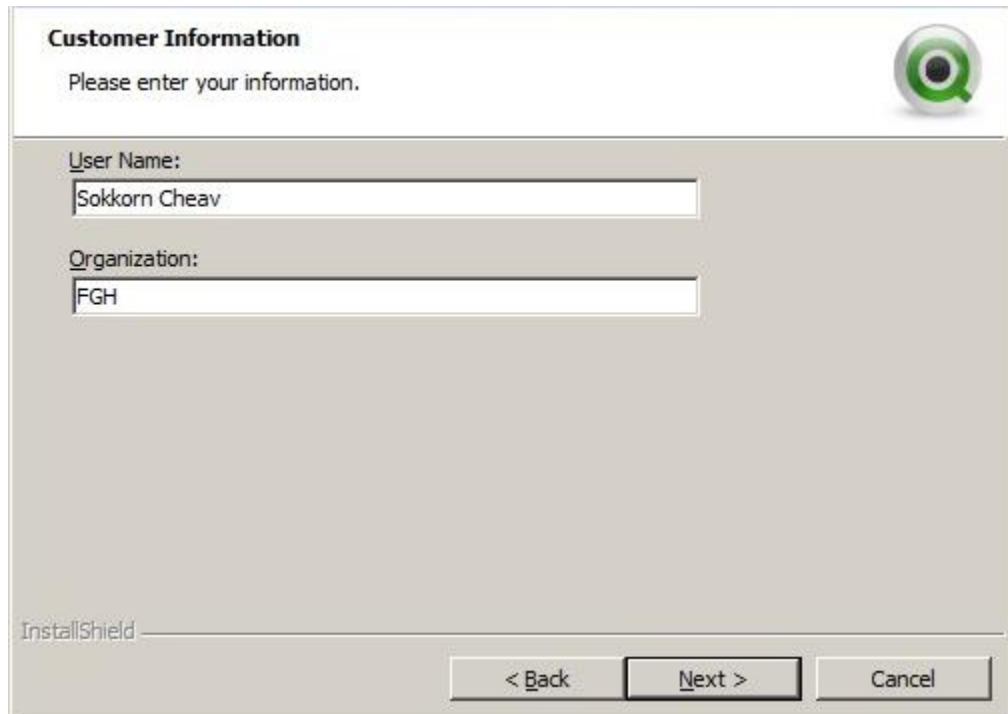 Customer Information
Please enter your information.
User Name:
Sokkorn Cheav
Organization:
FGH
InstallShield
< Back
Next >
Cancel